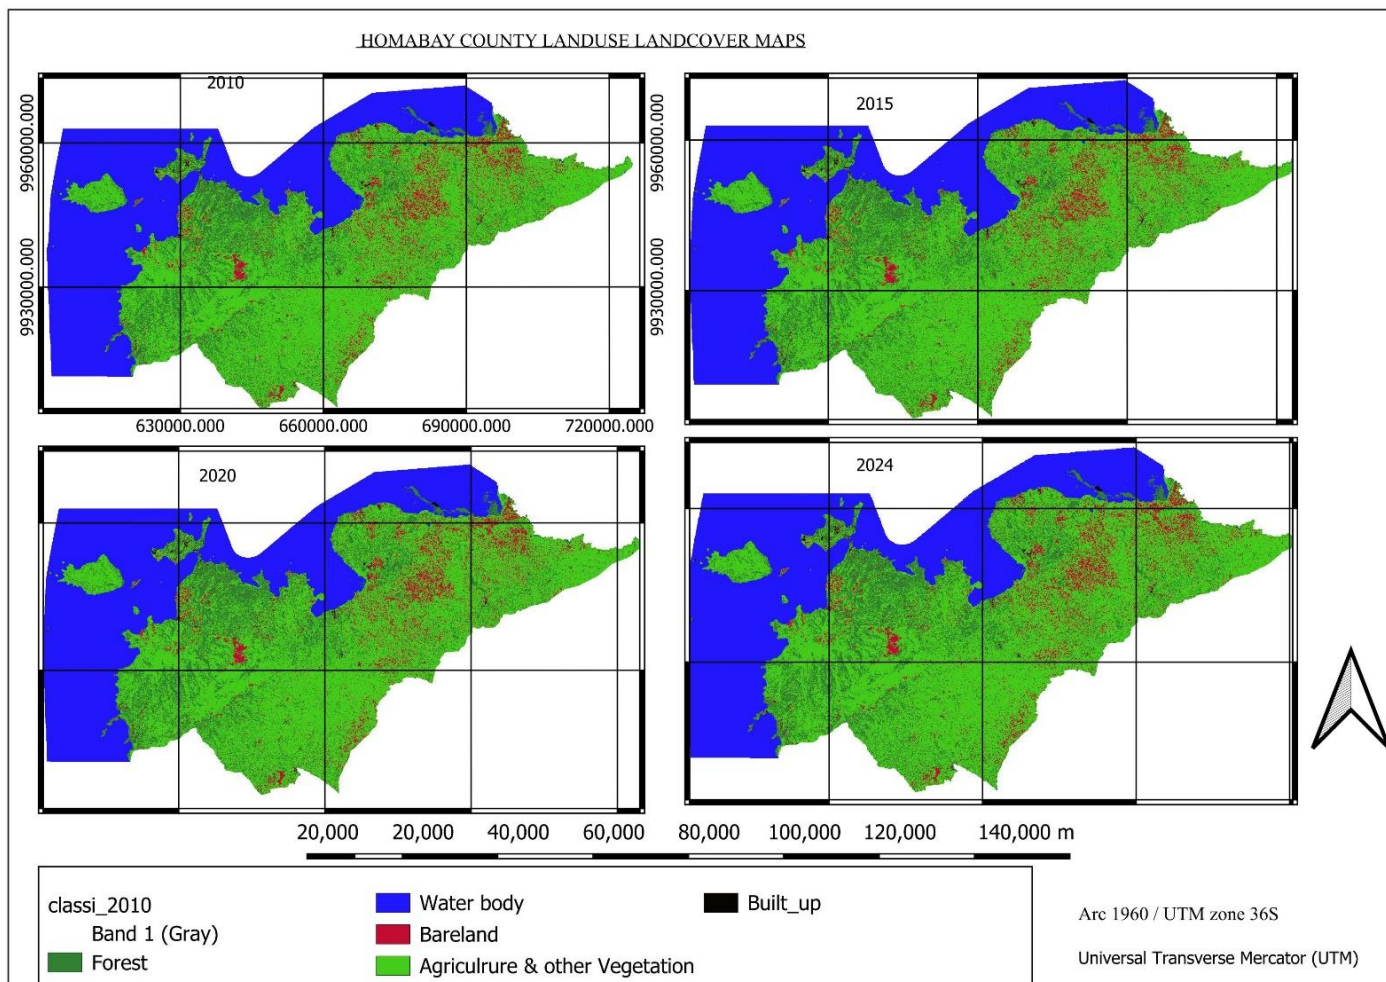 HOMABAY COUNTY LANDUSE LANDCOVER MAPS
2010
2015
9960000.000
9930000.000
9960000.000
9930000.000
630000.000 660000.000 690000.000 720000.000
2020
2024
20,000 20,000 40,000 60,000 80,000 100,000 120,000 140,000 m
classi_2010
Band 1 (Gray)
Forest
Water body
Bareland
Agriculrure & other Vegetation
Built_up
Arc 1960 / UTM zone 36S
Universal Transverse Mercator (UTM)